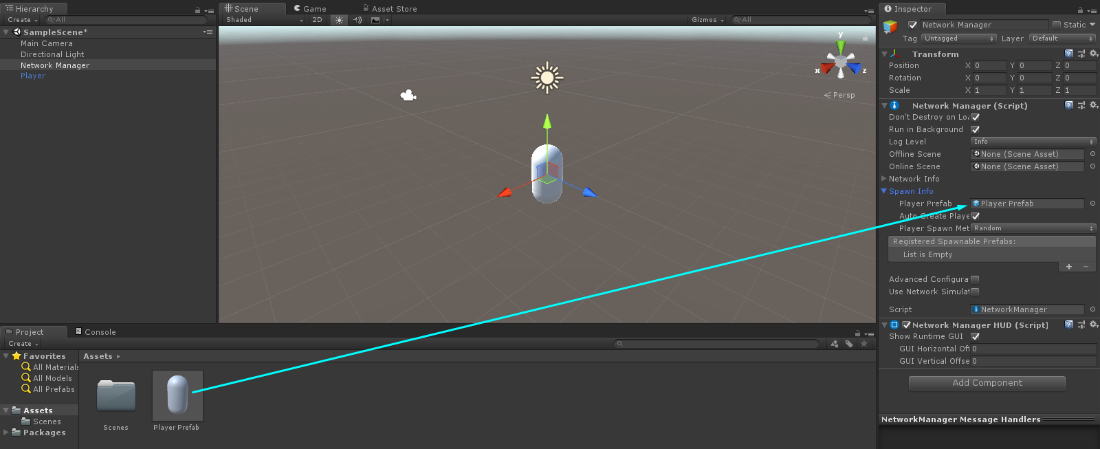 Hierarchy
Create
All
SampleScene*
Main Camera
Directional Light
Network Manager
Player
Scene
Game
Asset Store
Shaded
2D
Gizmos
All
y
x
z
Persp
Project
Console
Create
Favorites
All Materials
All Models
All Prefabs
Assets
Scenes
Packages
Assets
Scenes
Player Prefab
Inspector
Network Manager
Static
Tag Untagged Layer Default
Transform
Position X 0 Y 0 Z 0
Rotation X 0 Y 0 Z 0
Scale X 1 Y 1 Z 1
Network Manager (Script)
Don't Destroy on Loa
Run in Background
Log Level Info
Offline Scene None (Scene Asset)
Online Scene None (Scene Asset)
Network Info
Spawn Info
Player Prefab Player Prefab
Auto Create Playe
Player Spawn Met Random
Registered Spawnable Prefabs:
List is Empty
+ −
Advanced Configura
Use Network Simulat
Script NetworkManager
Network Manager HUD (Script)
Show Runtime GUI
GUI Horizontal Off 0
GUI Vertical Offse 0
Add Component
NetworkManager Message Handlers